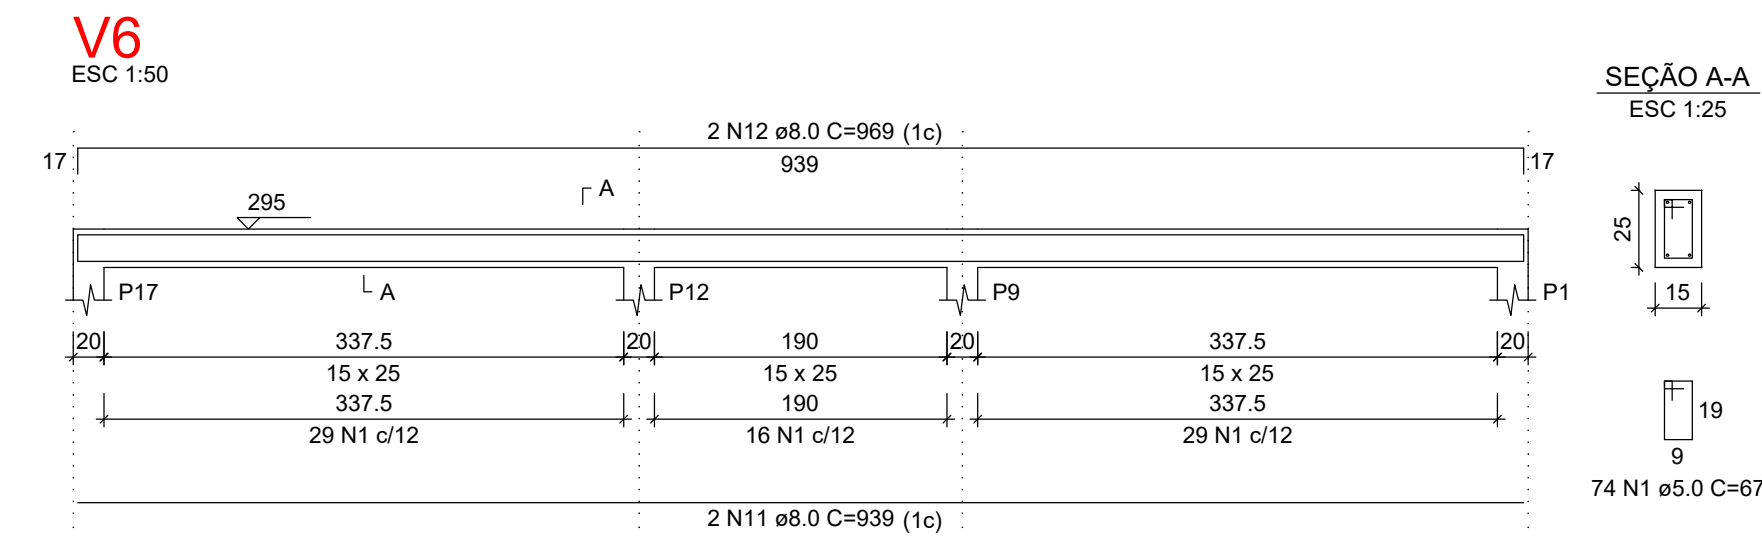 V6
ESC 1:50
SEÇÃO A-A
ESC 1:25
2 N12 ø8.0 C=969 (1c)
17
939
17
A
295
25
A
P17
P12
P9
P1
15
20
337.5
20
190
20
337.5
20
15 x 25
15 x 25
15 x 25
337.5
190
337.5
29 N1 c/12
16 N1 c/12
29 N1 c/12
19
9
74 N1 ø5.0 C=67
2 N11 ø8.0 C=939 (1c)